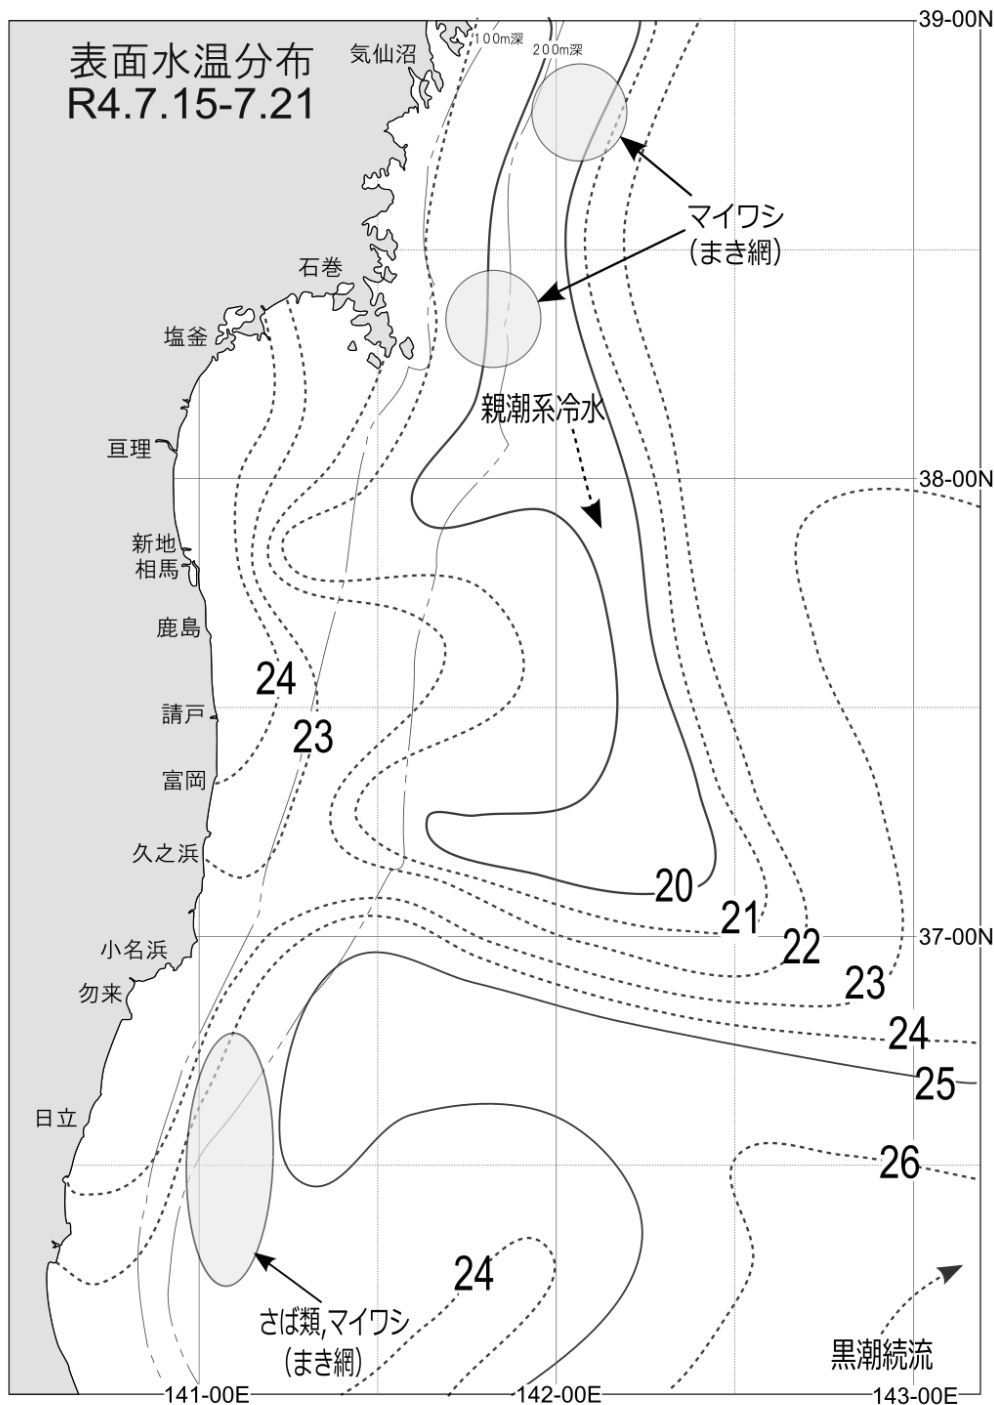 表面水温分布
R4.7.15-7.21
気仙沼
100m深
200m深
39-00N
マイワシ
(まき網)
石巻
塩釜
親潮系冷水
亘理
38-00N
新地
相馬
鹿島
24
請戸
23
富岡
久之浜
20
21
22
37-00N
小名浜
23
勿来
24
25
日立
26
24
さば類,マイワシ
(まき網)
黒潮続流
141-00E
142-00E
143-00E